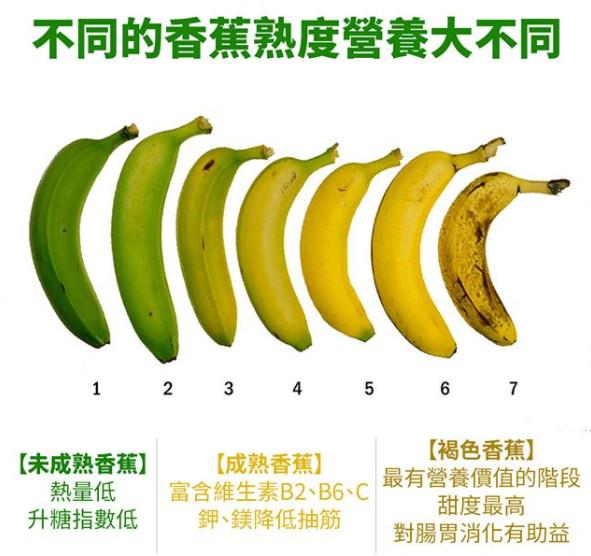 不同的香蕉熟度營養大不同
1 2 3 4 5 6 7
【未成熟香蕉】
熱量低
升糖指數低
【成熟香蕉】
富含維生素B2、B6、C
鉀、鎂降低抽筋
【褐色香蕉】
最有營養價值的階段
甜度最高
對腸胃消化有助益